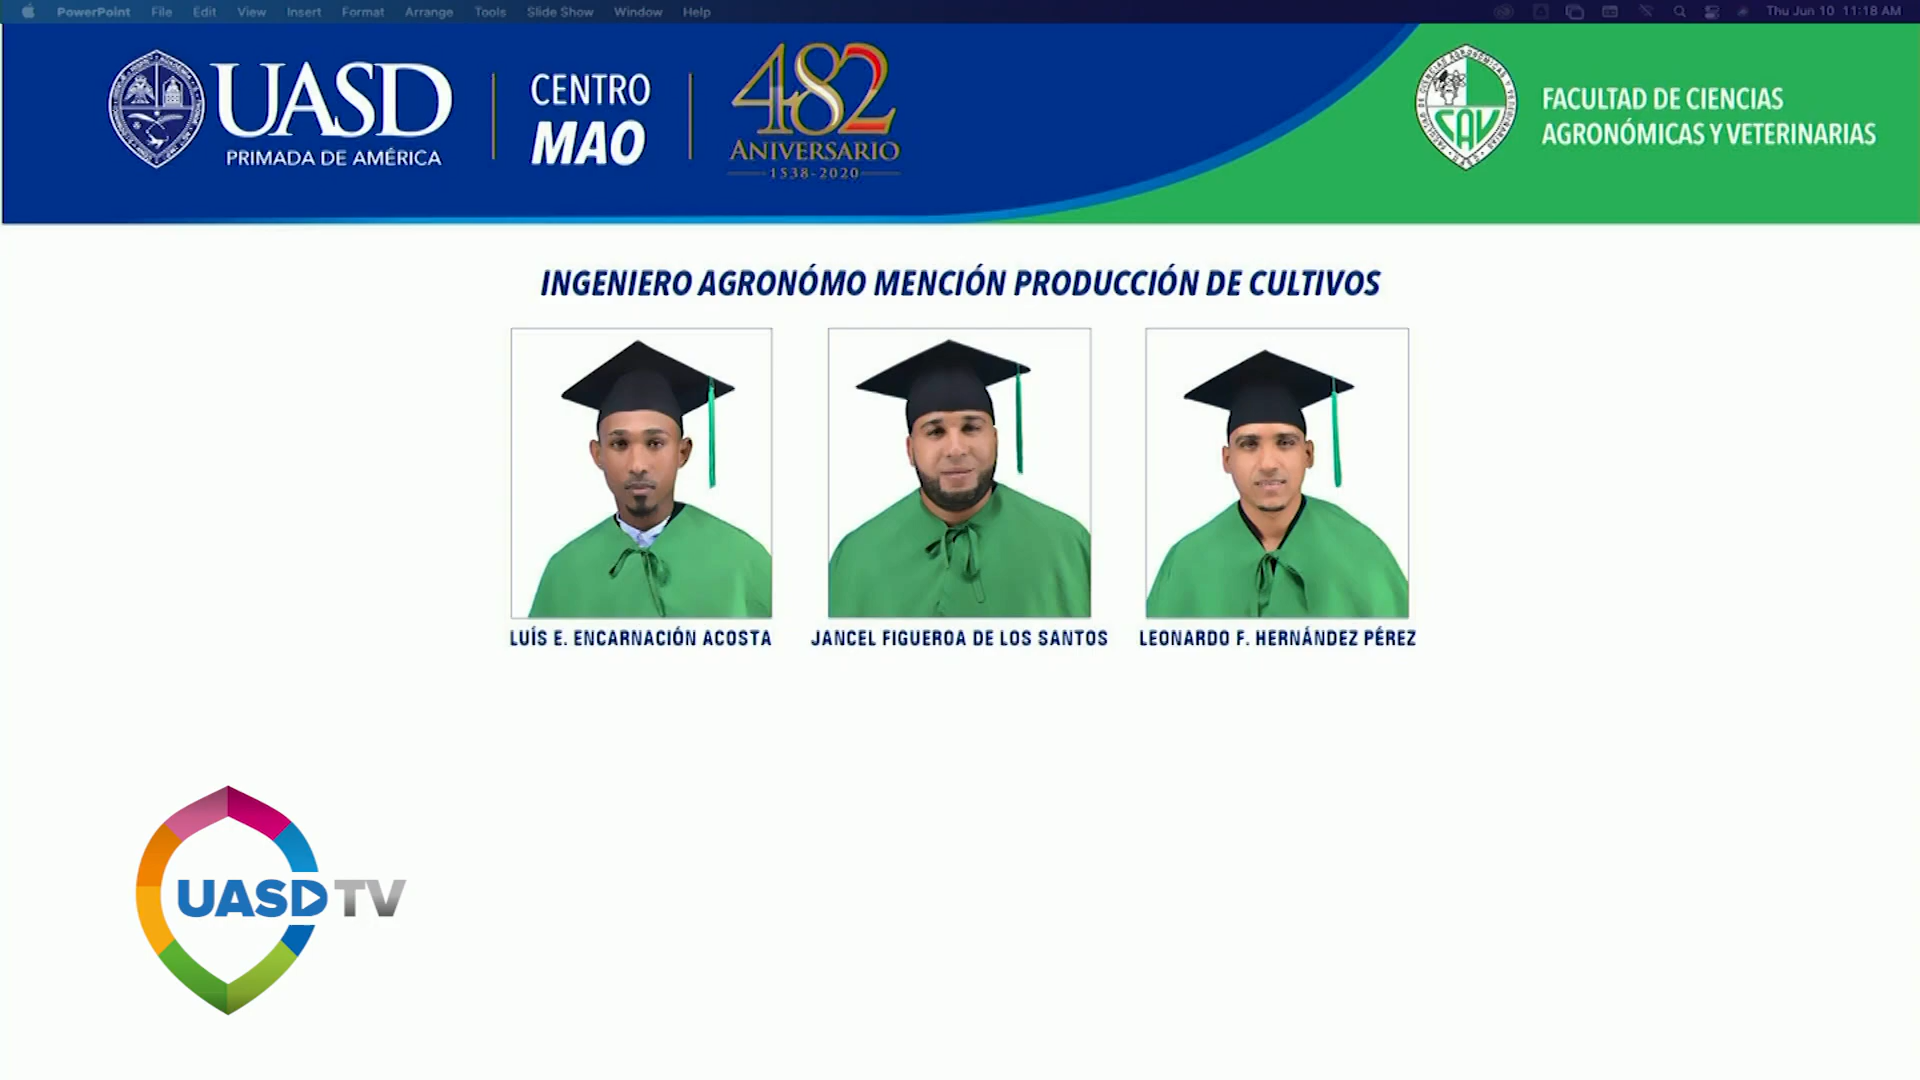 PowerPoint File Edit View Insert Format Arrange Tools Slide Show Window Help Thu Jun 10 11:18 AM
UASD
PRIMADA DE AMÉRICA
CENTRO
MAO
482
ANIVERSARIO
1538-2020
CAV
FACULTAD DE CIENCIAS
AGRONÓMICAS Y VETERINARIAS
INGENIERO AGRONÓMO MENCIÓN PRODUCCIÓN DE CULTIVOS
LUÍS E. ENCARNACIÓN ACOSTA
JANCEL FIGUEROA DE LOS SANTOS
LEONARDO F. HERNÁNDEZ PÉREZ
UASD TV